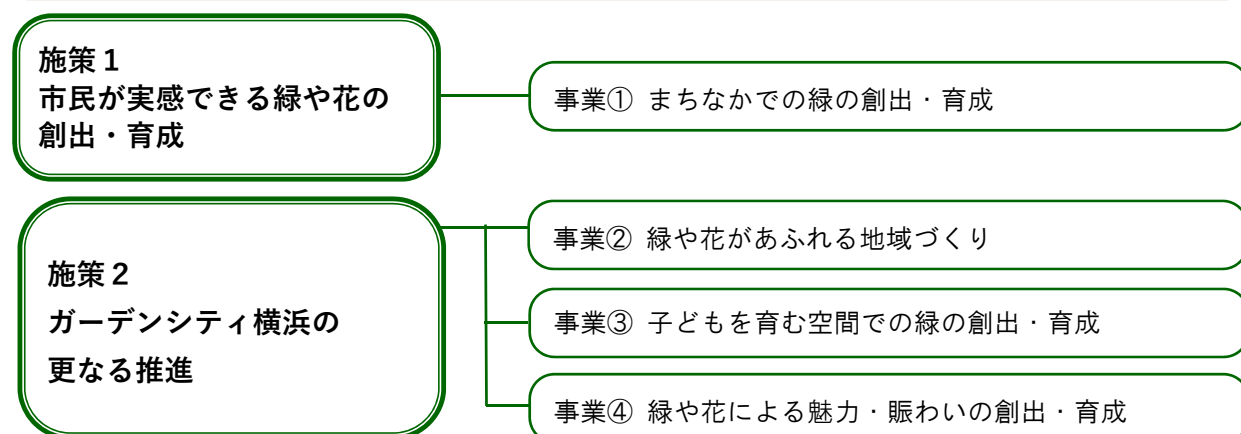 施策１
市民が実感できる緑や花の
創出・育成
事業① まちなかでの緑の創出・育成
施策２
ガーデンシティ横浜の
更なる推進
事業② 緑や花があふれる地域づくり
事業③ 子どもを育む空間での緑の創出・育成
事業④ 緑や花による魅力・賑わいの創出・育成